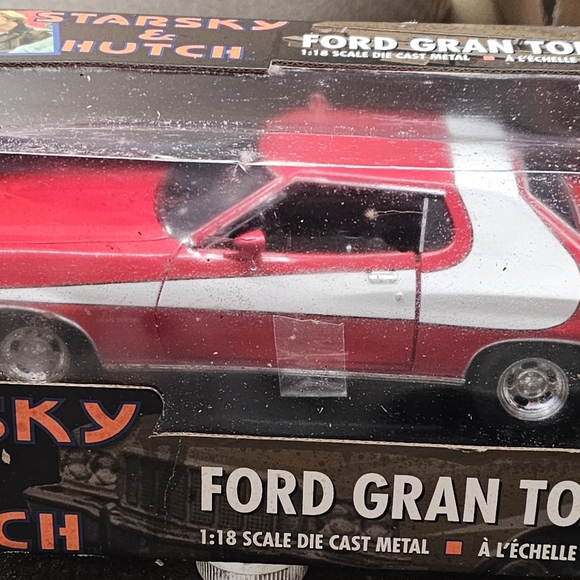 STARSKY
&
HUTCH
FORD GRAN TO
1:18 SCALE DIE CAST METAL ■ À L'ÉCHELLE
SKY
CH
FORD GRAN TO
1:18 SCALE DIE CAST METAL ■ À L'ÉCHELLE